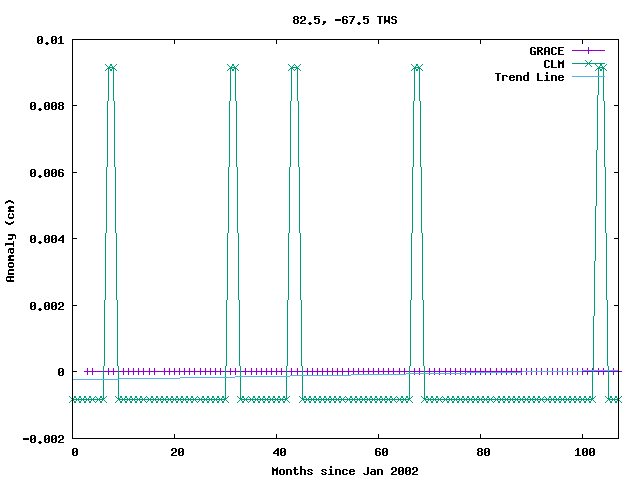 82.5, -67.5 TWS
GRACE
CLM
Trend Line
0.01
0.008
0.006
0.004
0.002
0
-0.002
Anomaly (cm)
0 20 40 60 80 100
Months since Jan 2002